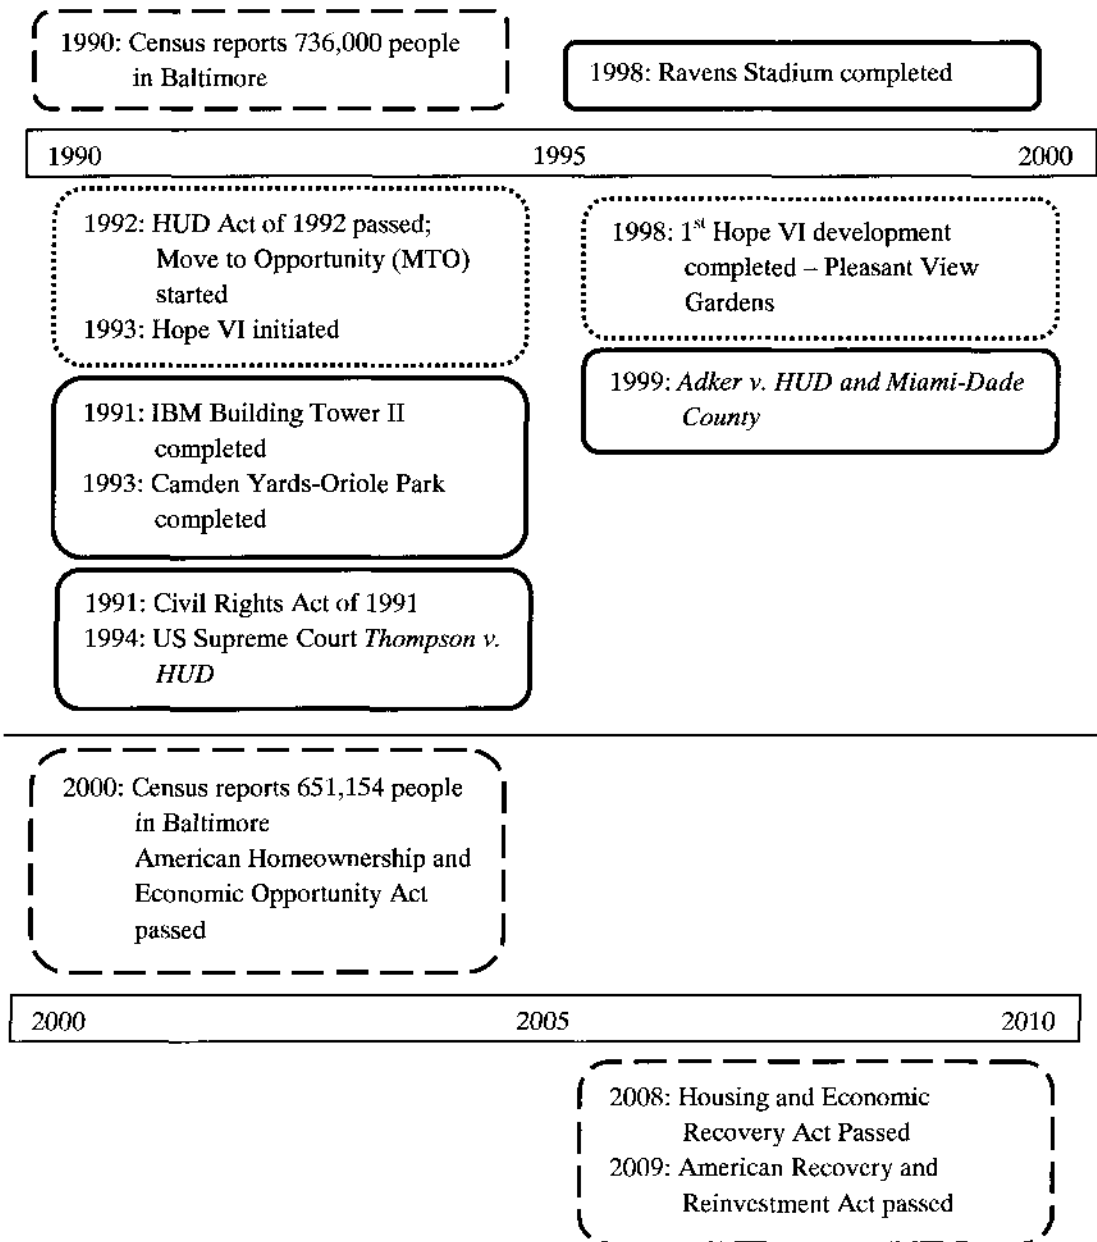 1990: Census reports 736,000 people
in Baltimore
1998: Ravens Stadium completed
1990 1995 2000
1992: HUD Act of 1992 passed;
Move to Opportunity (MTO)
started
1993: Hope VI initiated
1998: 1st Hope VI development
completed – Pleasant View
Gardens
1999: Adker v. HUD and Miami-Dade
County
1991: IBM Building Tower II
completed
1993: Camden Yards-Oriole Park
completed
1991: Civil Rights Act of 1991
1994: US Supreme Court Thompson v.
HUD
2000: Census reports 651,154 people
in Baltimore
American Homeownership and
Economic Opportunity Act
passed
2000 2005 2010
2008: Housing and Economic
Recovery Act Passed
2009: American Recovery and
Reinvestment Act passed